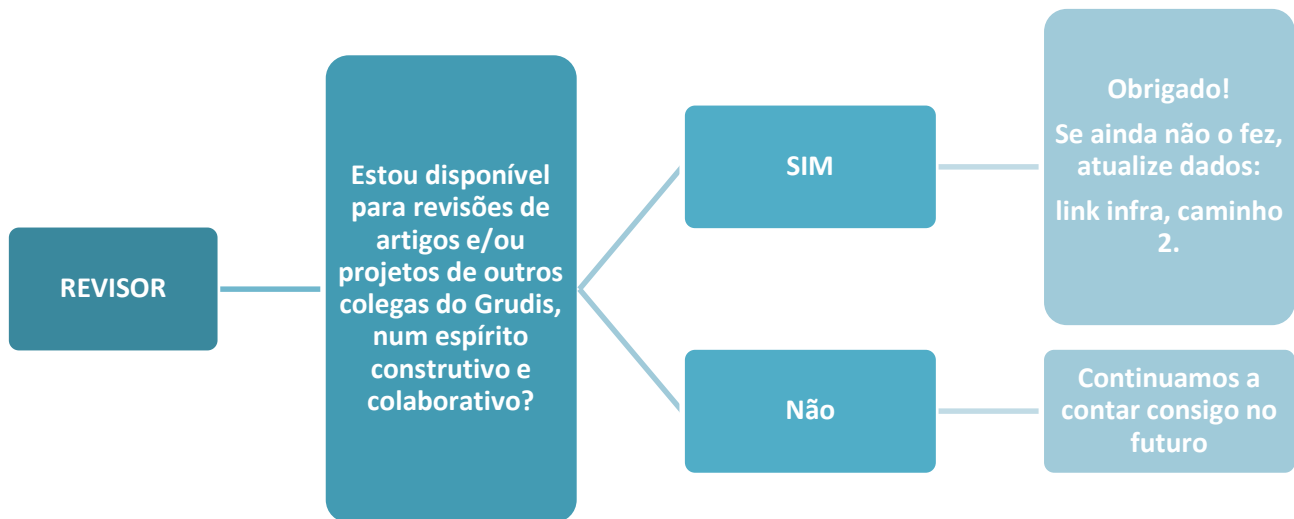 REVISOR
Estou disponível
para revisões de
artigos e/ou
projetos de outros
colegas do Grudis,
num espírito
construtivo e
colaborativo?
SIM
Obrigado!
Se ainda não o fez,
atualize dados:
link infra, caminho
2.
Não
Continuamos a
contar consigo no
futuro